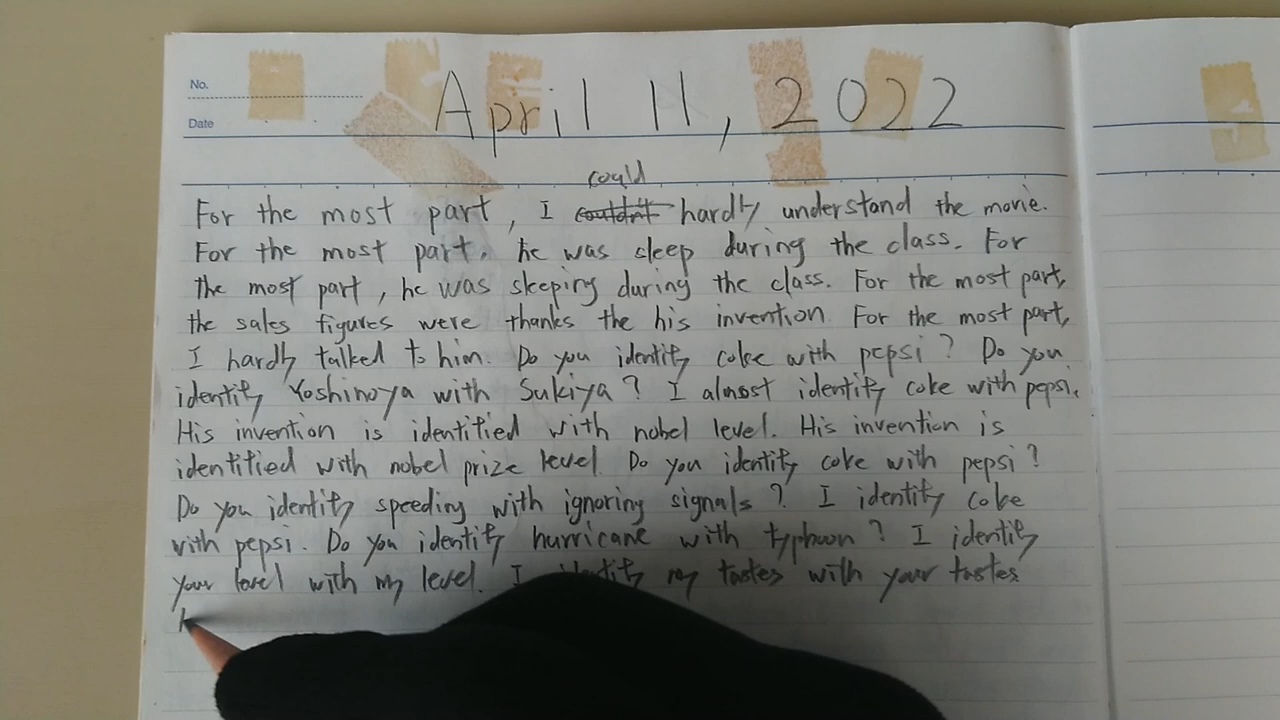 No.
Date
April 11, 2022
could
For the most part, I couldn't hardly understand the movie.
For the most part, he was sleep during the class. For
the most part, he was sleeping during the class. For the most part,
the sales figures were thanks the his invention. For the most part,
I hardly talked to him. Do you identify coke with pepsi? Do you
identify Yoshinoya with Sukiya? I almost identify coke with pepsi.
His invention is identified with nobel level. His invention is
identified with nobel prize level. Do you identify coke with pepsi?
Do you identify speeding with ignoring signals? I identify coke
with pepsi. Do you identify hurricane with typhoon? I identify
your level with my level. I identify my tastes with your tastes